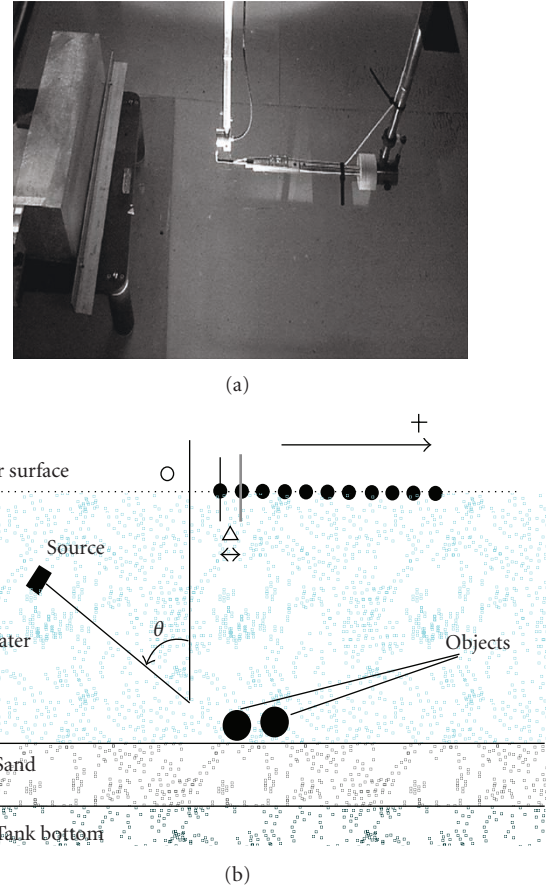 (a)
+
r surface
O
Δ
Source
θ
ater
Objects
Sand
Tank bottom
(b)